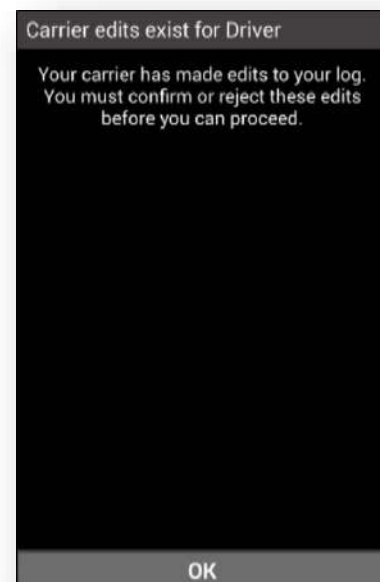 Carrier edits exist for Driver
Your carrier has made edits to your log.
You must confirm or reject these edits
before you can proceed.
OK